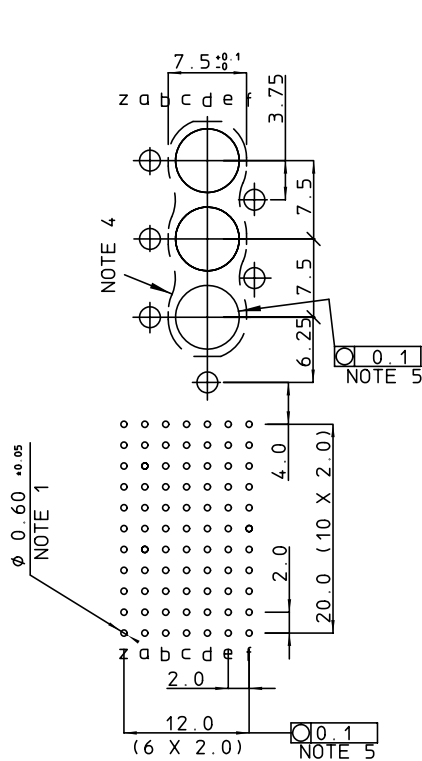 7.5 +0.1 -0
z a b c d e f
3.75
7.5
7.5
6.25
NOTE 4
0.1
NOTE 5
4.0
20.0 (10 X 2.0)
2.0
Ø 0.60 ±0.05
NOTE 1
z a b c d e f
2.0
12.0
(6 X 2.0)
0.1
NOTE 5